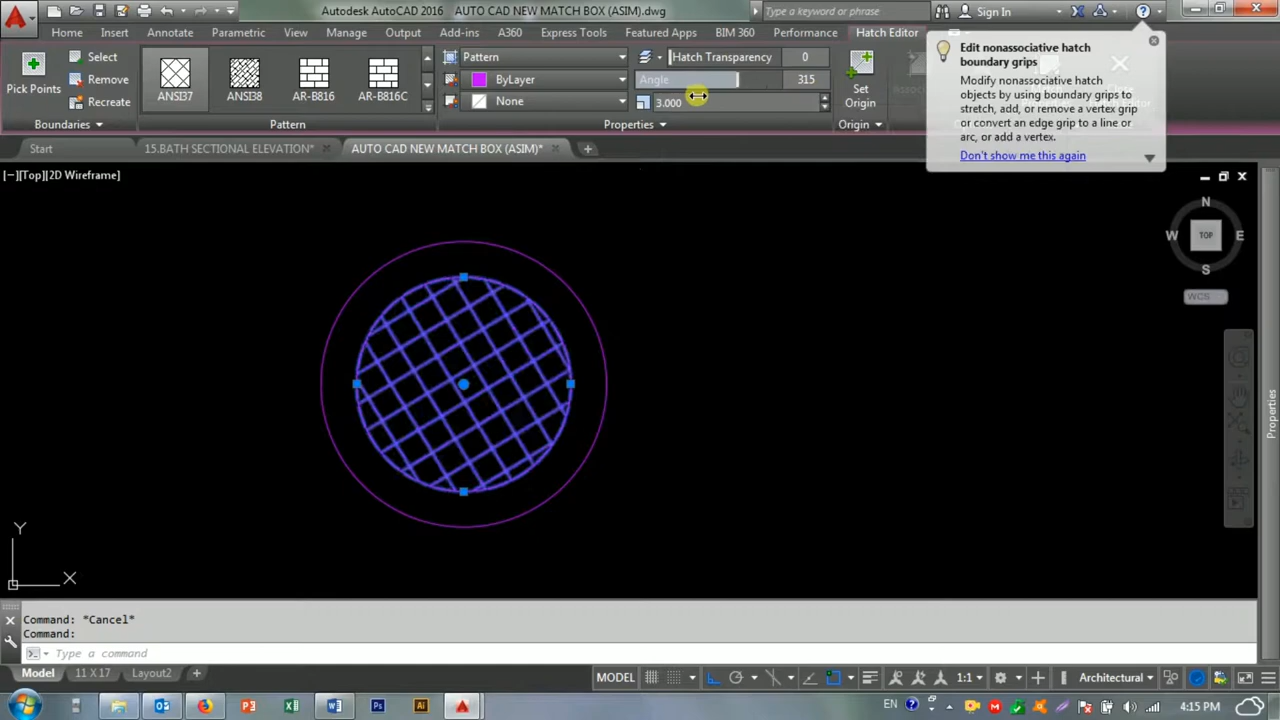 Autodesk AutoCAD 2016 AUTO CAD NEW MATCH BOX (ASIM).dwg
Type a keyword or phrase
Sign In
Home Insert Annotate Parametric View Manage Output Add-ins A360 Express Tools Featured Apps BIM 360 Performance Hatch Editor
Pick Points
Select
Remove
Recreate
Boundaries
ANSI37 ANSI38 AR-B816 AR-B816C
Pattern
Pattern
ByLayer
None
Hatch Transparency 0
Angle 315
3.000
Properties
Set
Origin
Origin
Edit nonassociative hatch
boundary grips
Modify nonassociative hatch
objects by using boundary grips to
stretch, add, or remove a vertex grip
or convert an edge grip to a line or
arc, or add a vertex.
Don't show me this again
Start 15.BATH SECTIONAL ELEVATION* AUTO CAD NEW MATCH BOX (ASIM)*
[−][Top][2D Wireframe]
N
W TOP E
S
WCS
Y
X
Properties
Command: *Cancel*
Command:
Type a command
Model 11 X 17 Layout2
MODEL 1:1 Architectural
EN 4:15 PM